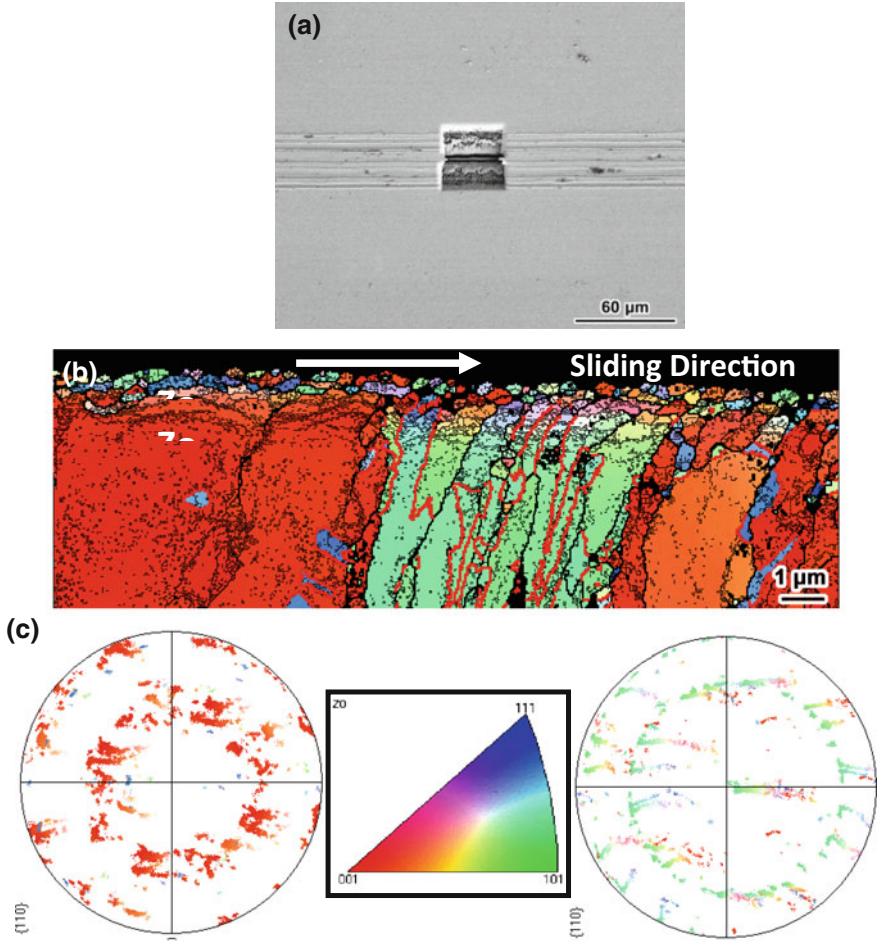 (a)
60 µm
(b)
Sliding Direction
1 µm
(c)
Z0
111
001
101
{110}
{110}